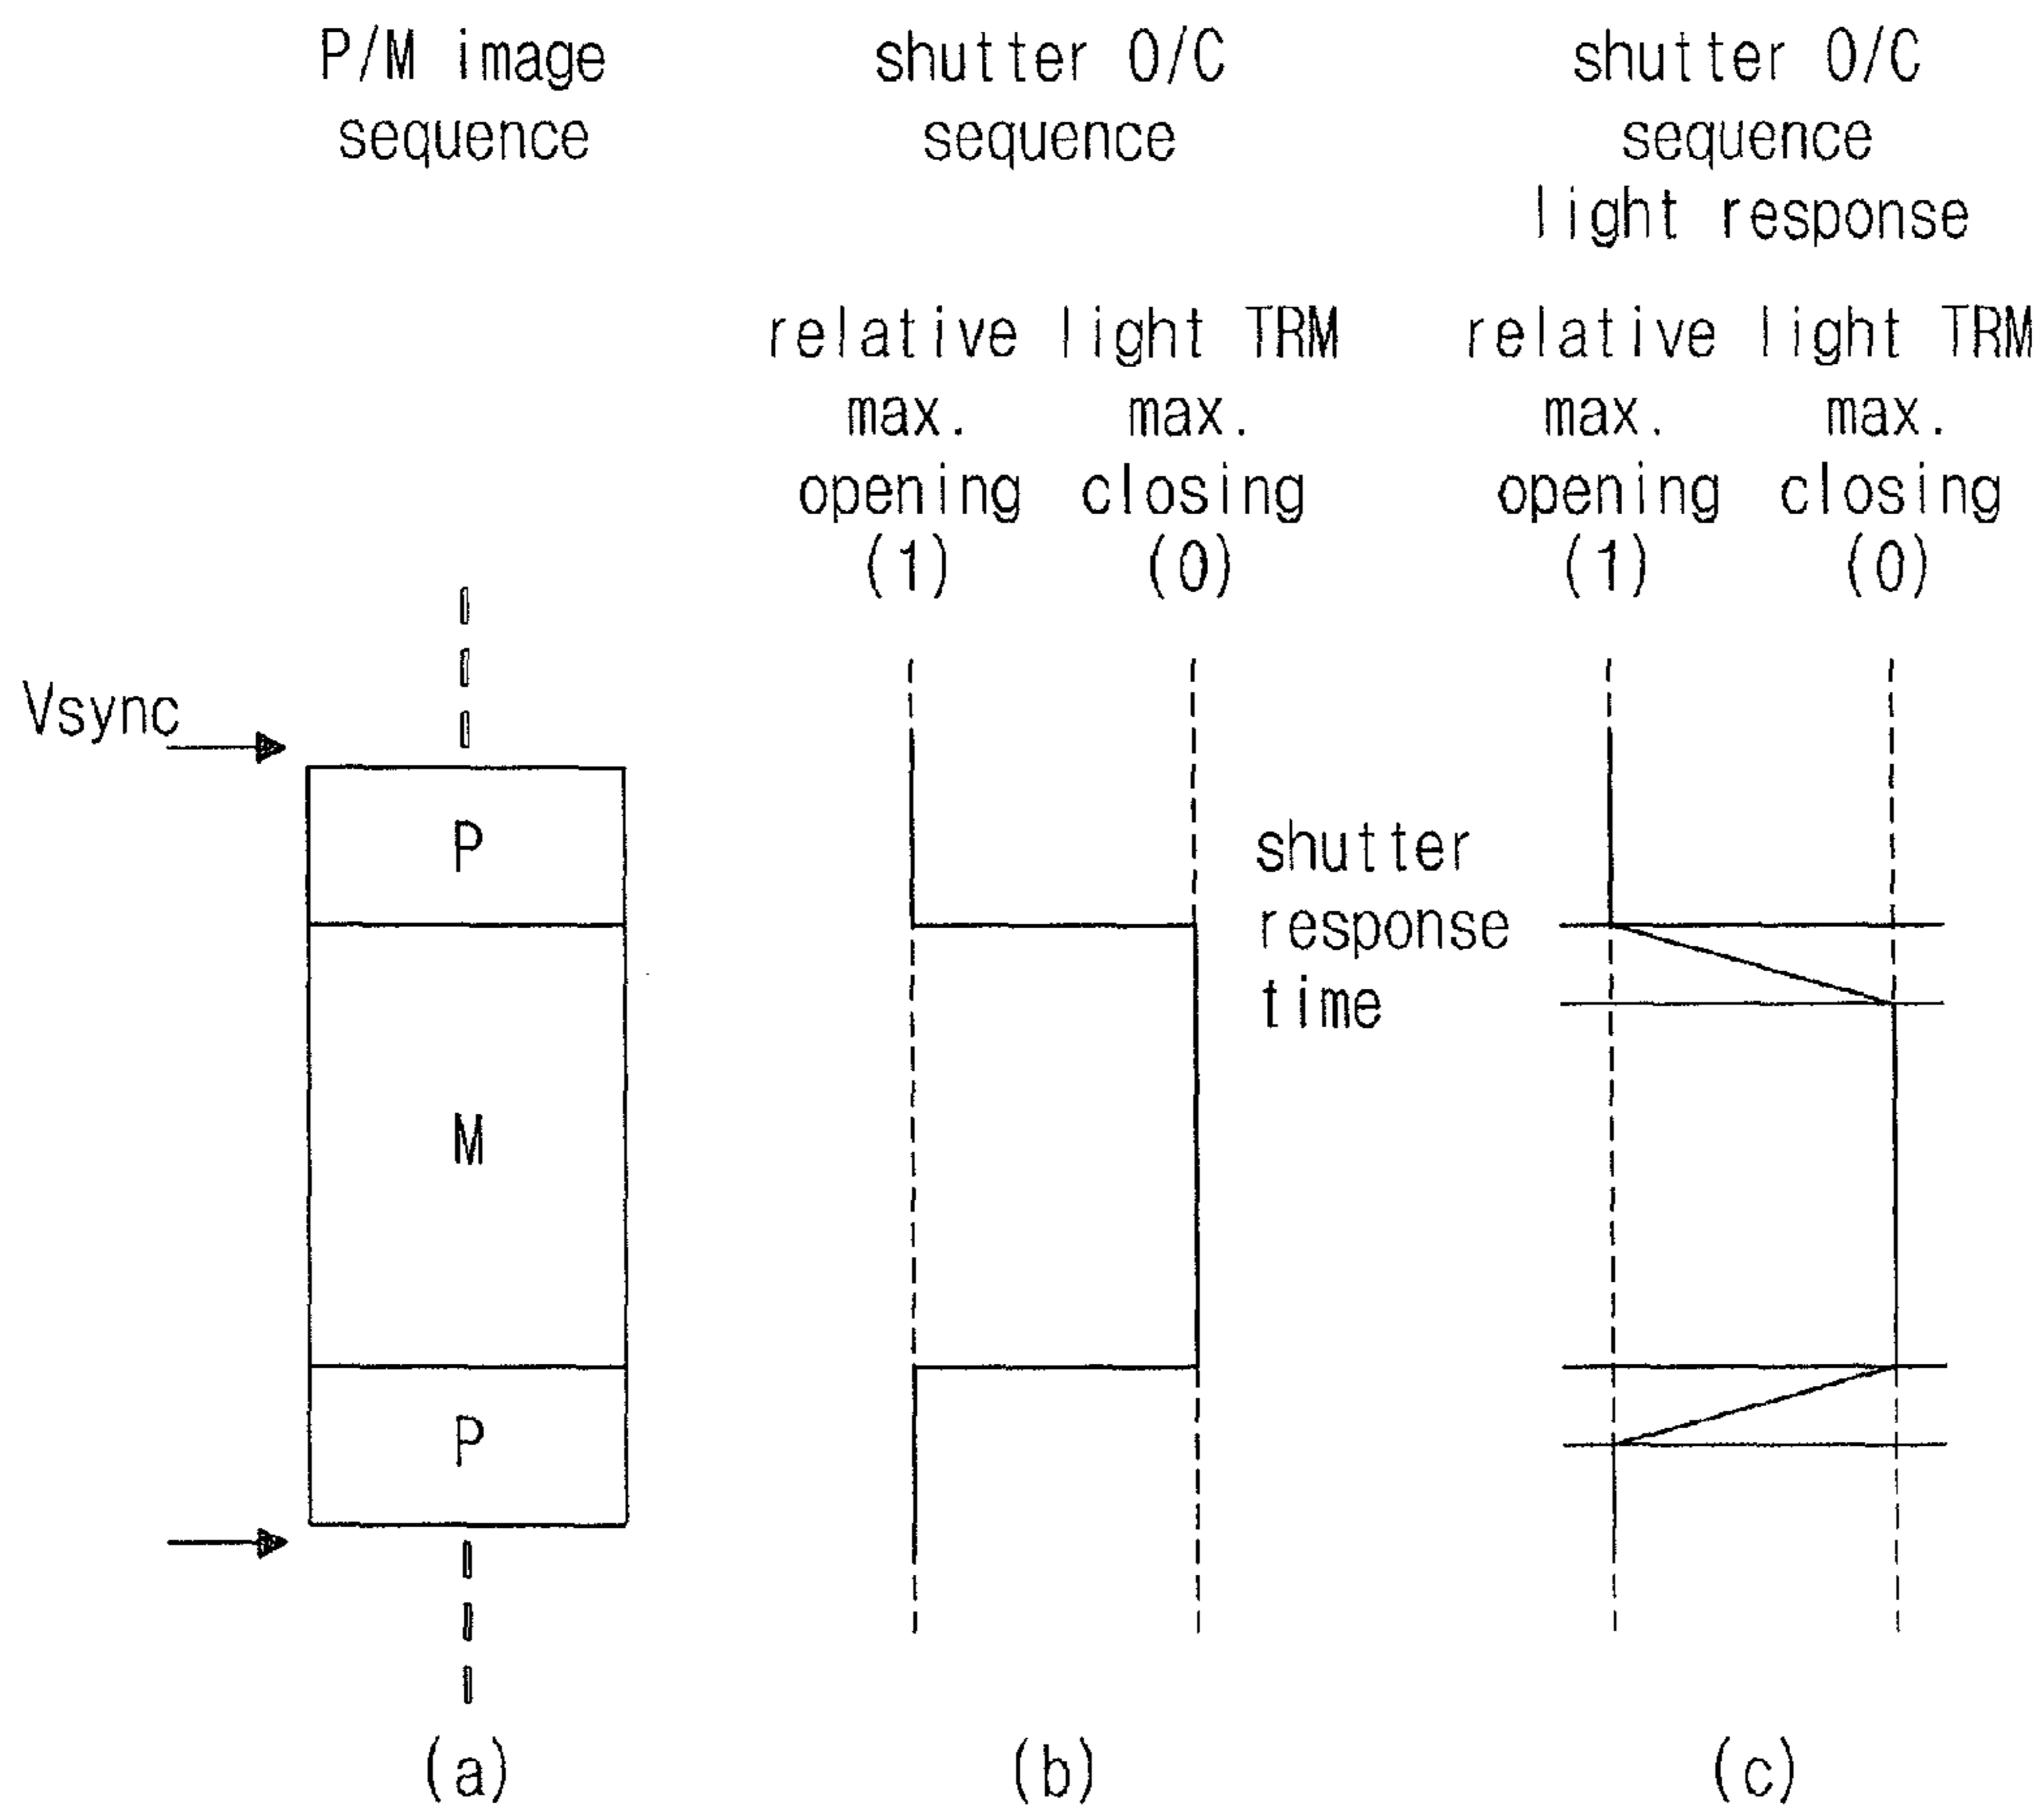 P/M image
sequence
shutter O/C
sequence
shutter O/C
sequence
light response
relative light TRM
max. max.
opening closing
(1) (0)
relative light TRM
max. max.
opening closing
(1) (0)
Vsync
P
M
P
shutter
response
time
(a)
(b)
(c)